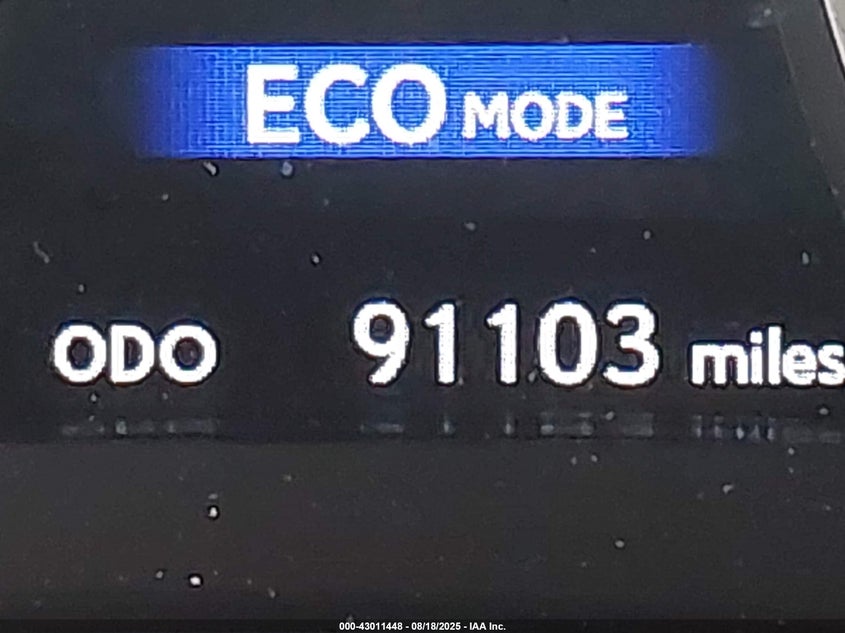 ECO MODE
ODO 91103 miles
000-43011448 - 08/18/2025 - IAA Inc.